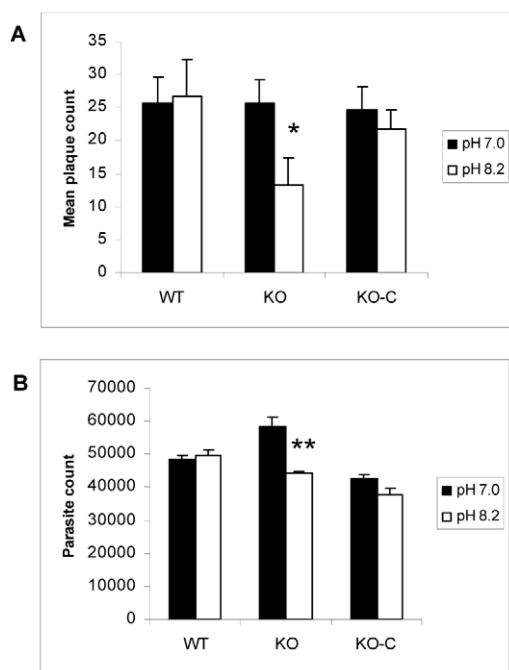 A
35
30
25
20
15
10
5
0
Mean plaque count
*
WT KO KO-C
pH 7.0
pH 8.2
B
70000
60000
50000
40000
30000
20000
10000
0
Parasite count
**
WT KO KO-C
pH 7.0
pH 8.2